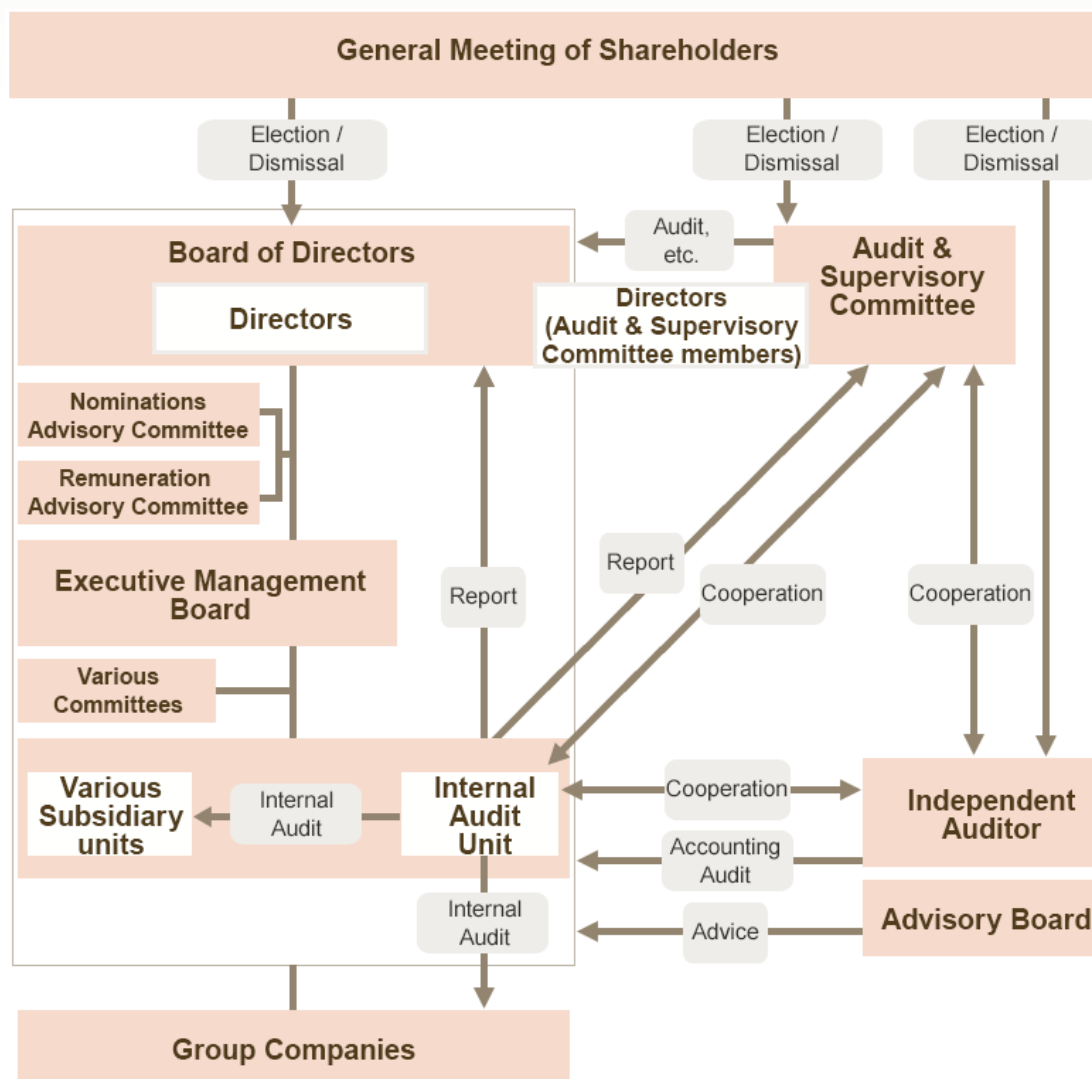 General Meeting of Shareholders
Election /
Dismissal
Election /
Dismissal
Election /
Dismissal
Board of Directors
Directors
Audit,
etc.
Directors
(Audit & Supervisory
Committee members)
Audit &
Supervisory
Committee
Nominations
Advisory Committee
Remuneration
Advisory Committee
Executive Management
Board
Report
Report
Cooperation
Cooperation
Various
Committees
Various
Subsidiary
units
Internal
Audit
Internal
Audit
Unit
Cooperation
Independent
Auditor
Accounting
Audit
Internal
Audit
Advice
Advisory Board
Group Companies